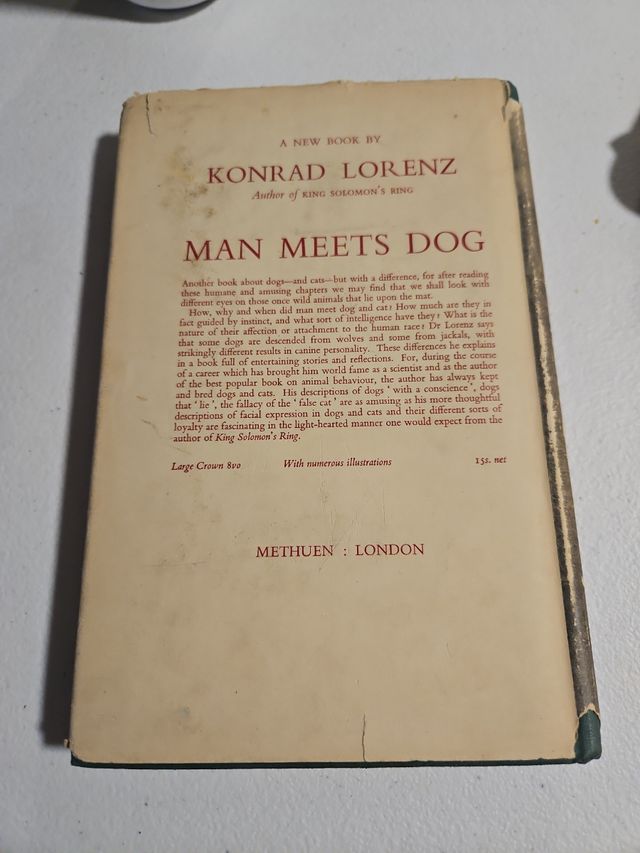 A NEW BOOK BY
KONRAD LORENZ
Author of KING SOLOMON'S RING
MAN MEETS DOG
Another book about dogs—and cats—but with a difference, for after reading
these humane and amusing chapters we may find that we shall look with
different eyes on those once wild animals that lie upon the mat.
How, why and when did man meet dog and cat? How much are they in
fact guided by instinct, and what sort of intelligence have they? What is the
nature of their affection or attachment to the human race? Dr Lorenz says
that some dogs are descended from wolves and some from jackals, with
strikingly different results in canine personality. These differences he explains
in a book full of entertaining stories and reflections. For, during the course
of a career which has brought him world fame as a scientist and as the author
of the best popular book on animal behaviour, the author has always kept
and bred dogs and cats. His descriptions of dogs ' with a conscience ', dogs
that ' lie ', the fallacy of the ' false cat ' are as amusing as his more thoughtful
descriptions of facial expression in dogs and cats and their different sorts of
loyalty are fascinating in the light-hearted manner one would expect from the
author of King Solomon's Ring.
Large Crown 8vo With numerous illustrations 15s. net
METHUEN : LONDON